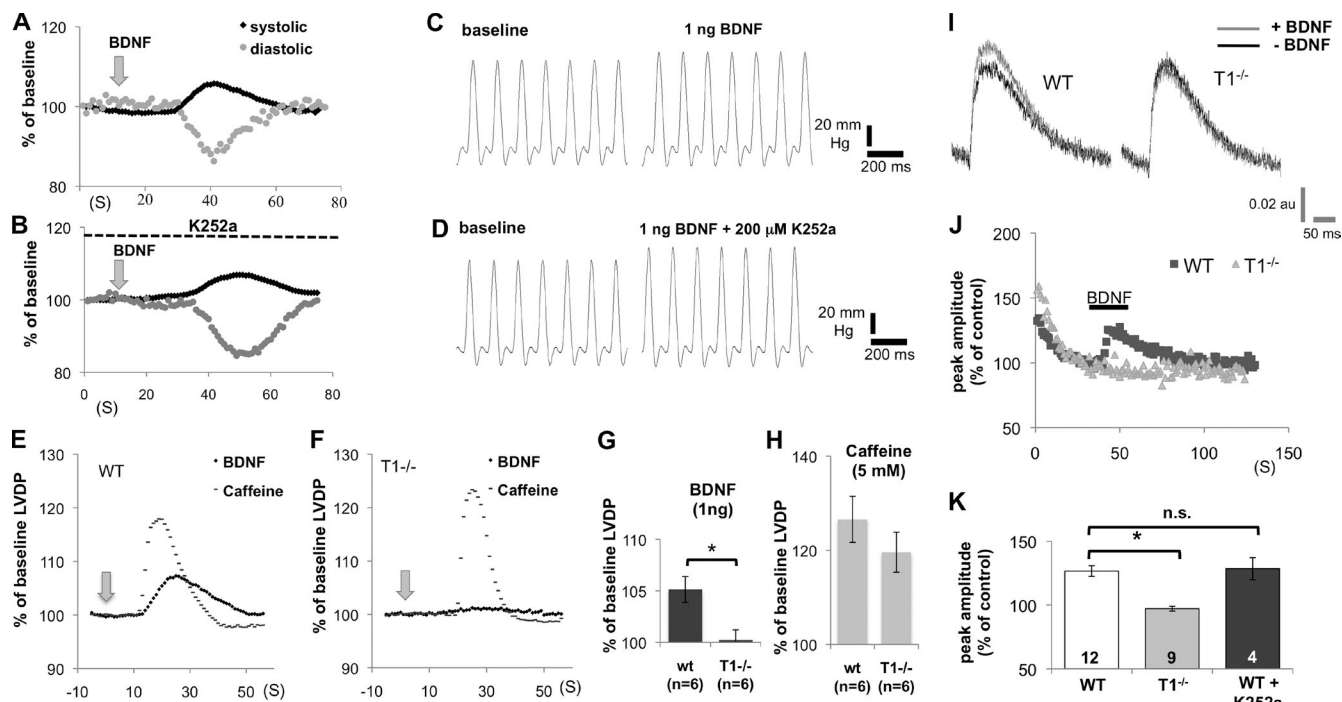 A
120
100
80
% of baseline
BDNF
systolic
diastolic
(S)
20
40
60
80
B
K252a
120
100
80
% of baseline
BDNF
0
(S)
20
40
60
80
C
baseline
1 ng BDNF
20 mm
Hg
200 ms
D
baseline
1 ng BDNF + 200 μM K252a
20 mm
Hg
200 ms
E
130
120
110
100
90
% of baseline LVDP
WT
BDNF
Caffeine
-10
10
30
50
(S)
F
130
120
110
100
90
% of baseline LVDP
T1-/-
BDNF
Caffeine
-10
10
30
50
(S)
G
BDNF
(1ng)
110
105
100
% of baseline LVDP
*
wt
(n=6)
T1-/-
(n=6)
H
Caffeine
(5 mM)
140
120
100
% of baseline LVDP
wt
(n=6)
T1-/-
(n=6)
I
+ BDNF
- BDNF
WT
T1-/-
0.02 au
50 ms
J
200
150
100
50
peak amplitude
(% of control)
WT
T1-/-
BDNF
0
50
100
150
(S)
K
n.s.
*
150
100
50
peak amplitude
(% of control)
12
9
4
WT
T1-/-
WT +
K252a